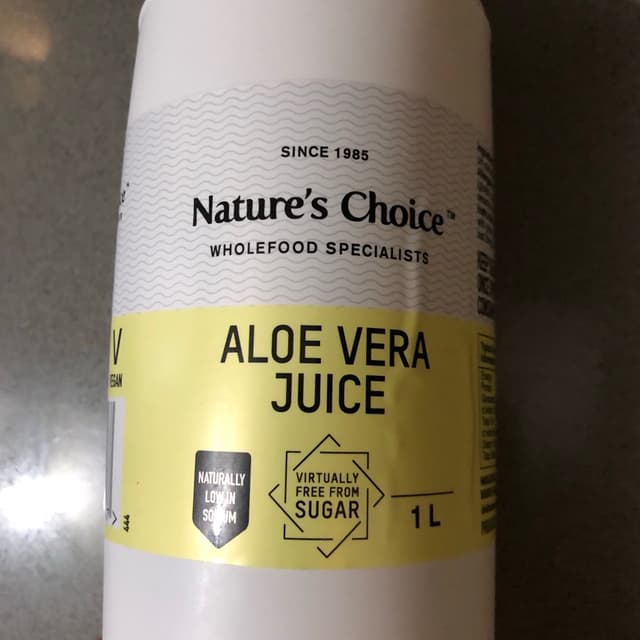 SINCE 1985
Nature's Choice™
WHOLEFOOD SPECIALISTS
V
VEGAN
ALOE VERA
JUICE
NATURALLY
LOW IN
SODIUM
VIRTUALLY
FREE FROM
SUGAR
1 L
444